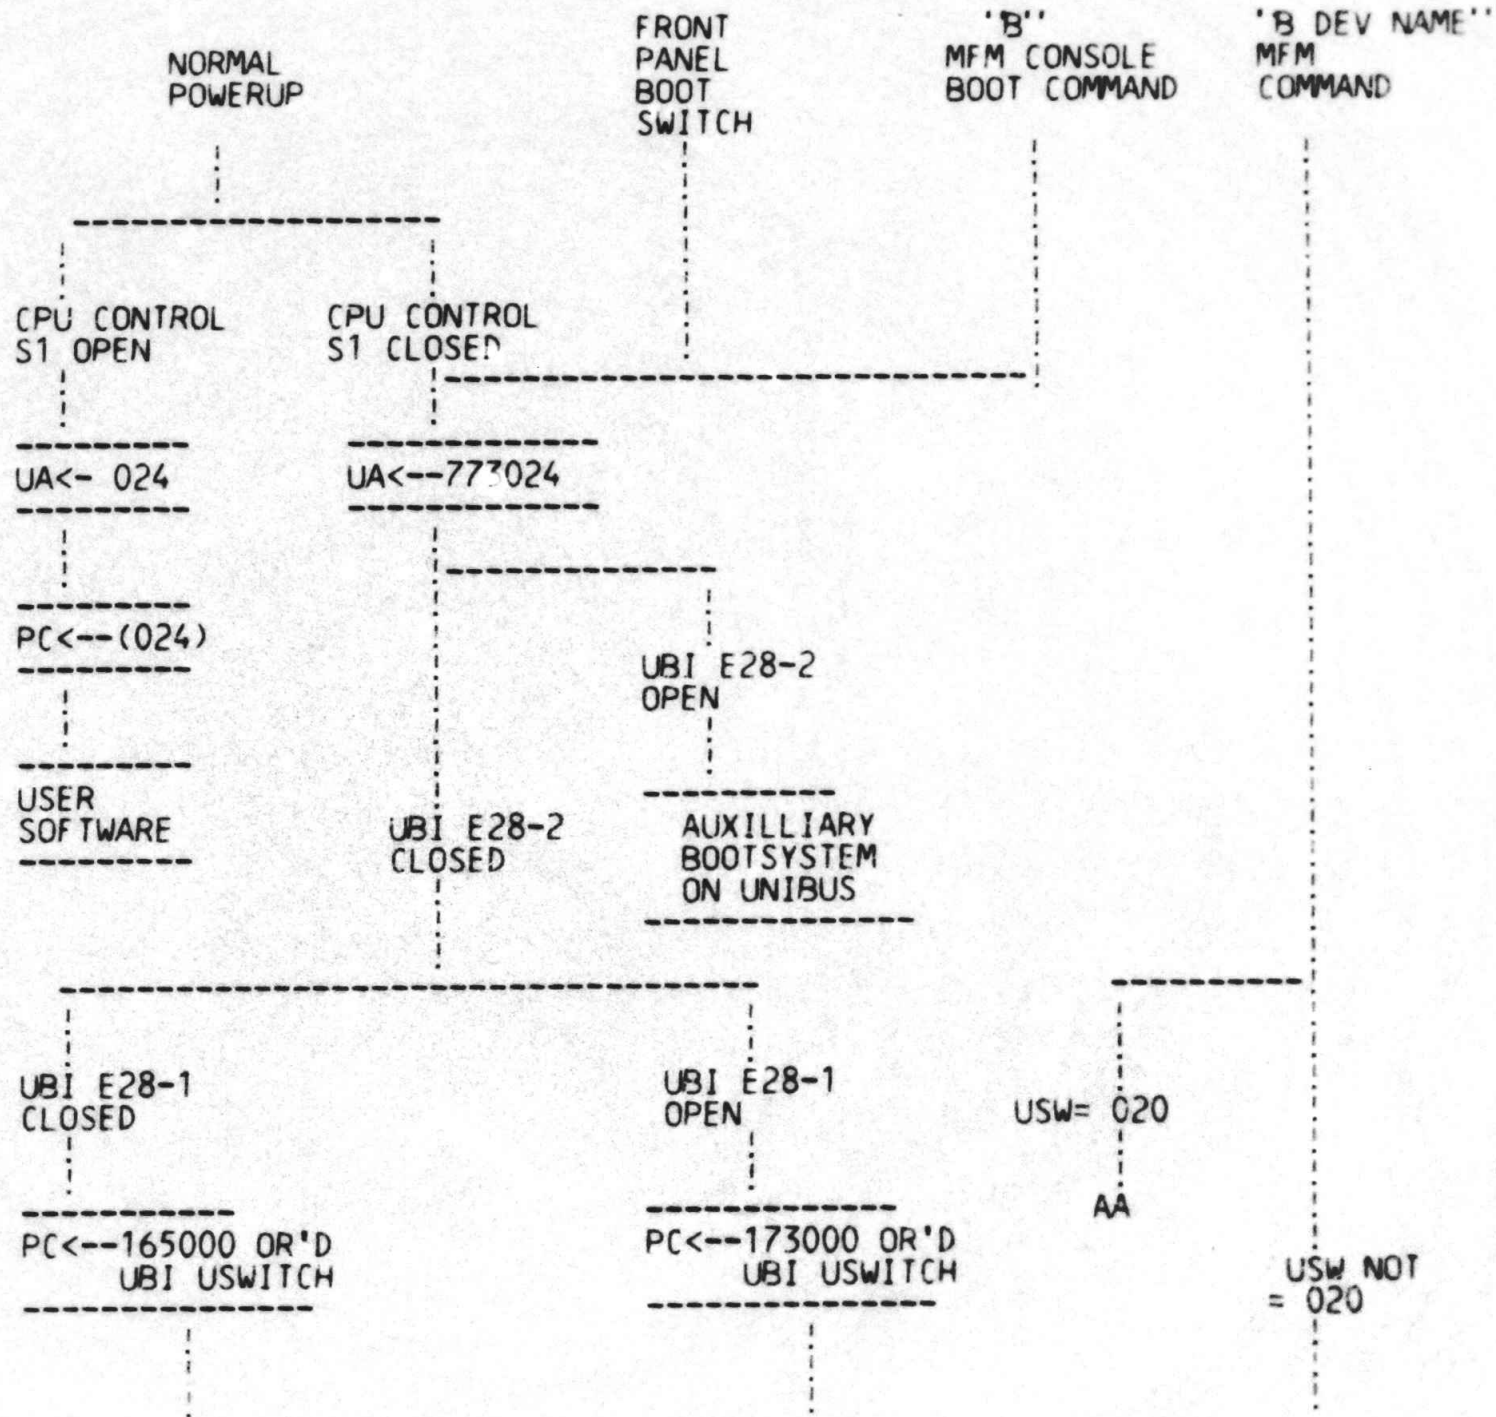 NORMAL
POWERUP
FRONT
PANEL
BOOT
SWITCH
"B"
MFM CONSOLE
BOOT COMMAND
'B DEV NAME"
MFM
COMMAND
CPU CONTROL
S1 OPEN
CPU CONTROL
S1 CLOSED
UA<- 024
UA<--773024
PC<--(024)
UBI E28-2
OPEN
USER
SOFTWARE
UBI E28-2
CLOSED
AUXILLIARY
BOOTSYSTEM
ON UNIBUS
UBI E28-1
CLOSED
UBI E28-1
OPEN
USW= 020
AA
PC<--165000 OR'D
UBI USWITCH
PC<--173000 OR'D
UBI USWITCH
USW NOT
= 020